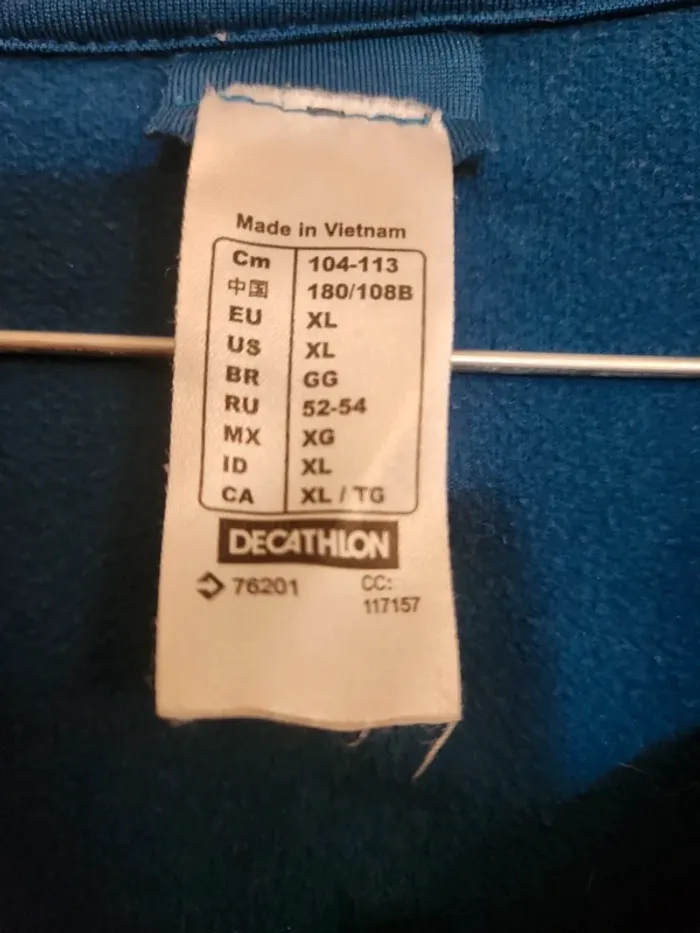 Made in Vietnam
Cm 104-113
中国 180/108B
EU XL
US XL
BR GG
RU 52-54
MX XG
ID XL
CA XL / TG
DECATHLON
76201 CC:
117157